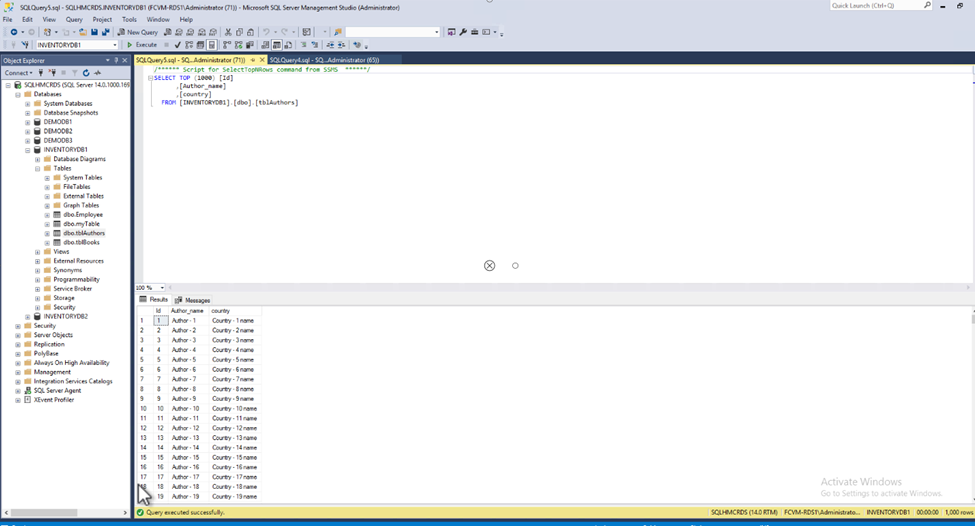 SQLQuery5.sql - SQLHMCRDS.INVENTORYDB1 (FCVM-RDS1\Administrator (71)) - Microsoft SQL Server Management Studio (Administrator)
Quick Launch (Ctrl+Q)
File Edit View Query Project Tools Window Help
New Query
INVENTORYDB1 Execute
Object Explorer
SQLQuery5.sql - SQ...Administrator (71))
SQLQuery4.sql - SQ...Administrator (65))
Connect
SQLHMCRDS (SQL Server 14.0.1000.169
Databases
System Databases
Database Snapshots
DEMODB1
DEMODB2
DEMODB3
INVENTORYDB1
Database Diagrams
Tables
System Tables
FileTables
External Tables
Graph Tables
dbo.Employee
dbo.myTable
dbo.tblAuthors
dbo.tblBooks
Views
External Resources
Synonyms
Programmability
Service Broker
Storage
Security
INVENTORYDB2
Security
Server Objects
Replication
PolyBase
Always On High Availability
Management
Integration Services Catalogs
SQL Server Agent
XEvent Profiler
/****** Script for SelectTopNRows command from SSMS ******/
SELECT TOP (1000) [Id]
,[Author_name]
,[country]
FROM [INVENTORYDB1].[dbo].[tblAuthors]
100 %
Results Messages
Id Author_name country
1 1 Author - 1 Country - 1 name
2 2 Author - 2 Country - 2 name
3 3 Author - 3 Country - 3 name
4 4 Author - 4 Country - 4 name
5 5 Author - 5 Country - 5 name
6 6 Author - 6 Country - 6 name
7 7 Author - 7 Country - 7 name
8 8 Author - 8 Country - 8 name
9 9 Author - 9 Country - 9 name
10 10 Author - 10 Country - 10 name
11 11 Author - 11 Country - 11 name
12 12 Author - 12 Country - 12 name
13 13 Author - 13 Country - 13 name
14 14 Author - 14 Country - 14 name
15 15 Author - 15 Country - 15 name
16 16 Author - 16 Country - 16 name
17 17 Author - 17 Country - 17 name
18 18 Author - 18 Country - 18 name
19 Author - 19 Country - 19 name
Activate Windows
Go to Settings to activate Windows.
Query executed successfully.
SQLHMCRDS (14.0 RTM) FCVM-RDS1\Administrato... INVENTORYDB1 00:00:00 1,000 rows